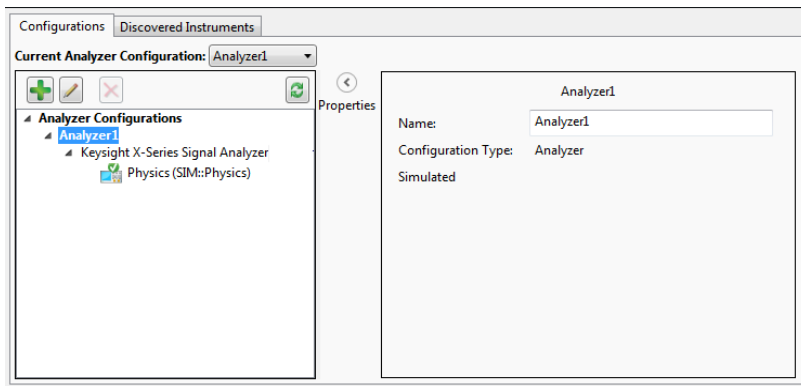 Configurations Discovered Instruments
Current Analyzer Configuration: Analyzer1
Properties
Analyzer Configurations
Analyzer1
Keysight X-Series Signal Analyzer
Physics (SIM::Physics)
Analyzer1
Name: Analyzer1
Configuration Type: Analyzer
Simulated